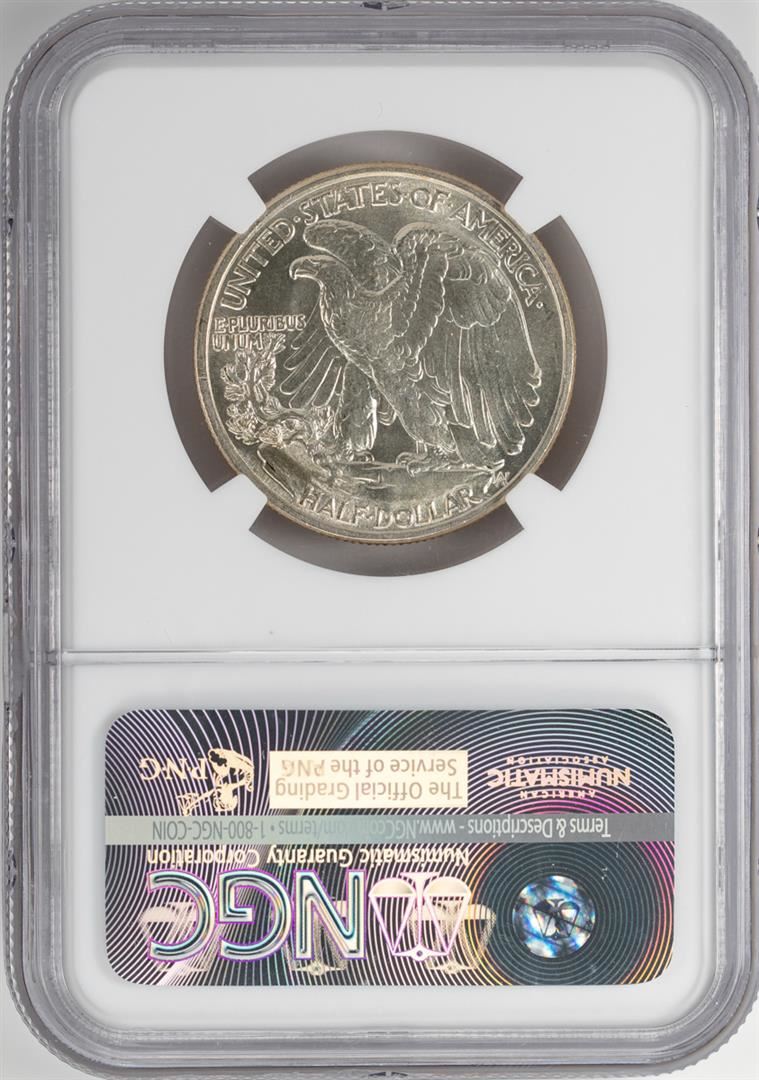 UNITED·STATES·OF·AMERICA·
E·PLURIBUS
UNUM
HALF·DOLLAR
NGC
Numismatic Guaranty Corporation
Terms & Descriptions - www.NGCcoin.com/terms • 1-800-NGC-COIN
AMERICAN
NUMISMATIC
ASSOCIATION
The Official Grading
Service of the PNG
P·N·G